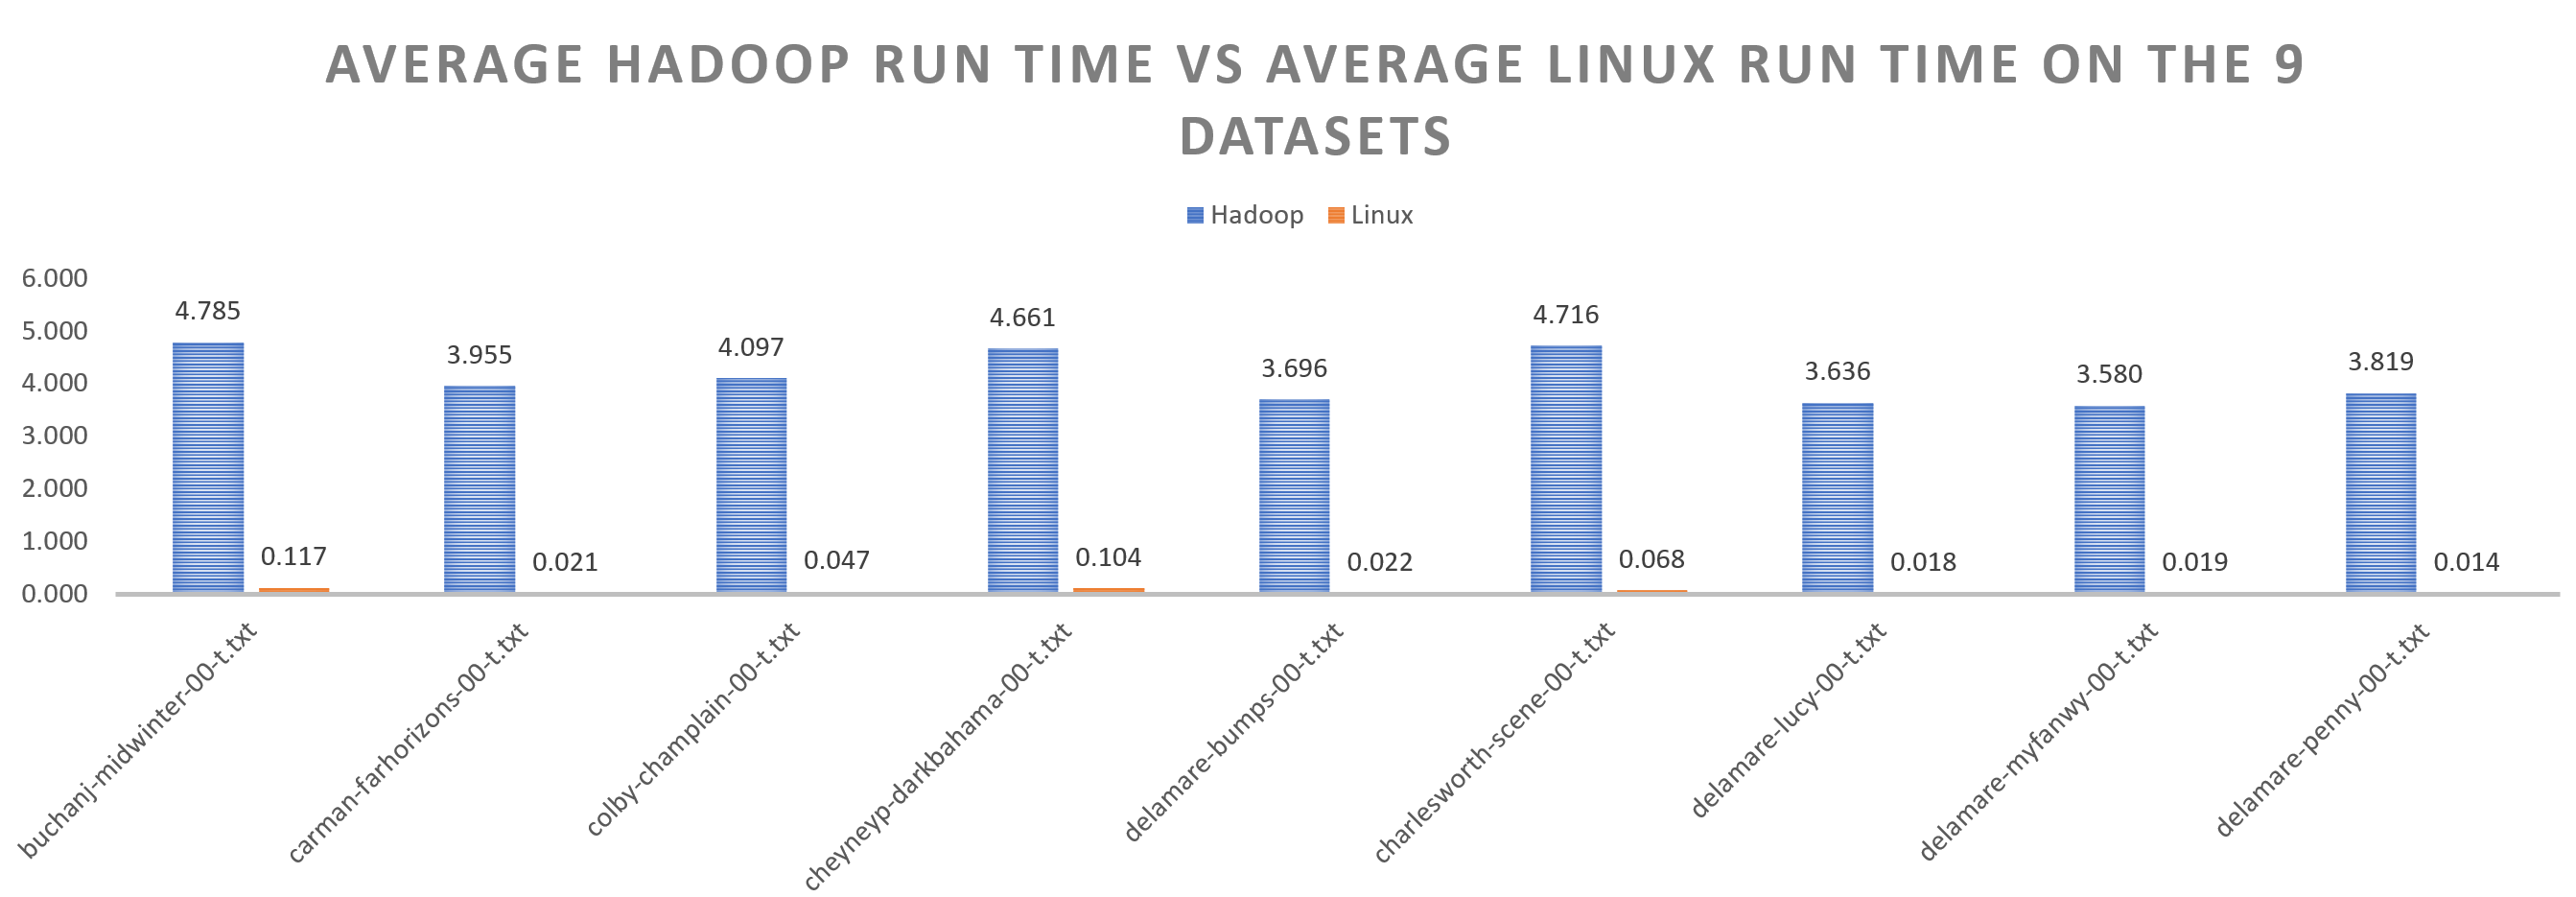 AVERAGE HADOOP RUN TIME VS AVERAGE LINUX RUN TIME ON THE 9
DATASETS
Hadoop Linux
6.000
5.000
4.000
3.000
2.000
1.000
0.000
4.785
0.117
3.955
0.021
4.097
0.047
4.661
0.104
3.696
0.022
4.716
0.068
3.636
0.018
3.580
0.019
3.819
0.014
buchanj-midwinter-00-t.txt
carman-farhorizons-00-t.txt
colby-champlain-00-t.txt
cheyneyp-darkbahama-00-t.txt
delamare-bumps-00-t.txt
charlesworth-scene-00-t.txt
delamare-lucy-00-t.txt
delamare-myfanwy-00-t.txt
delamare-penny-00-t.txt